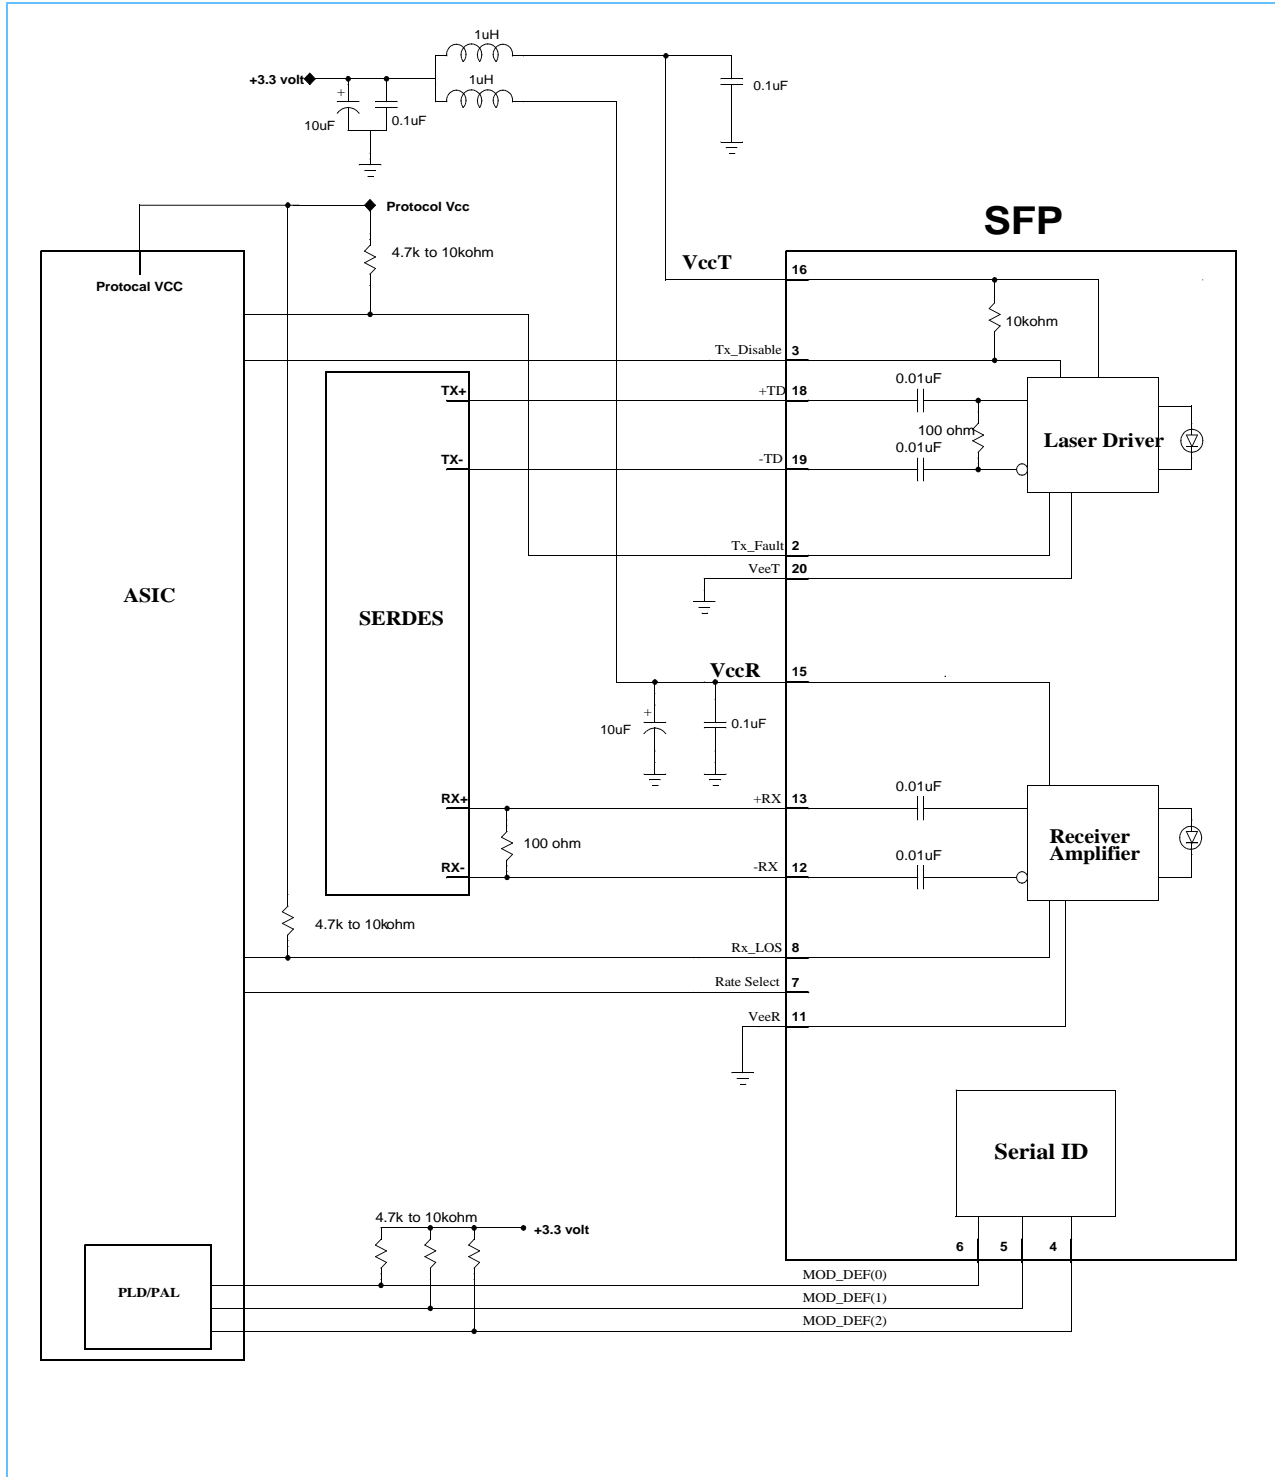 1uH
+3.3 volt
1uH
0.1uF
+
10uF
0.1uF
Protocol Vcc
SFP
4.7k to 10kohm
VccT
16
Protocal VCC
10kohm
Tx_Disable
3
TX+
+TD
18
0.01uF
100 ohm
Laser Driver
TX-
-TD
19
0.01uF
Tx_Fault
2
VeeT
20
ASIC
SERDES
VccR
15
+
10uF
0.1uF
RX+
+RX
13
0.01uF
100 ohm
Receiver
Amplifier
RX-
-RX
12
0.01uF
4.7k to 10kohm
Rx_LOS
8
Rate Select
7
VeeR
11
Serial ID
4.7k to 10kohm
+3.3 volt
6
5
4
PLD/PAL
MOD_DEF(0)
MOD_DEF(1)
MOD_DEF(2)